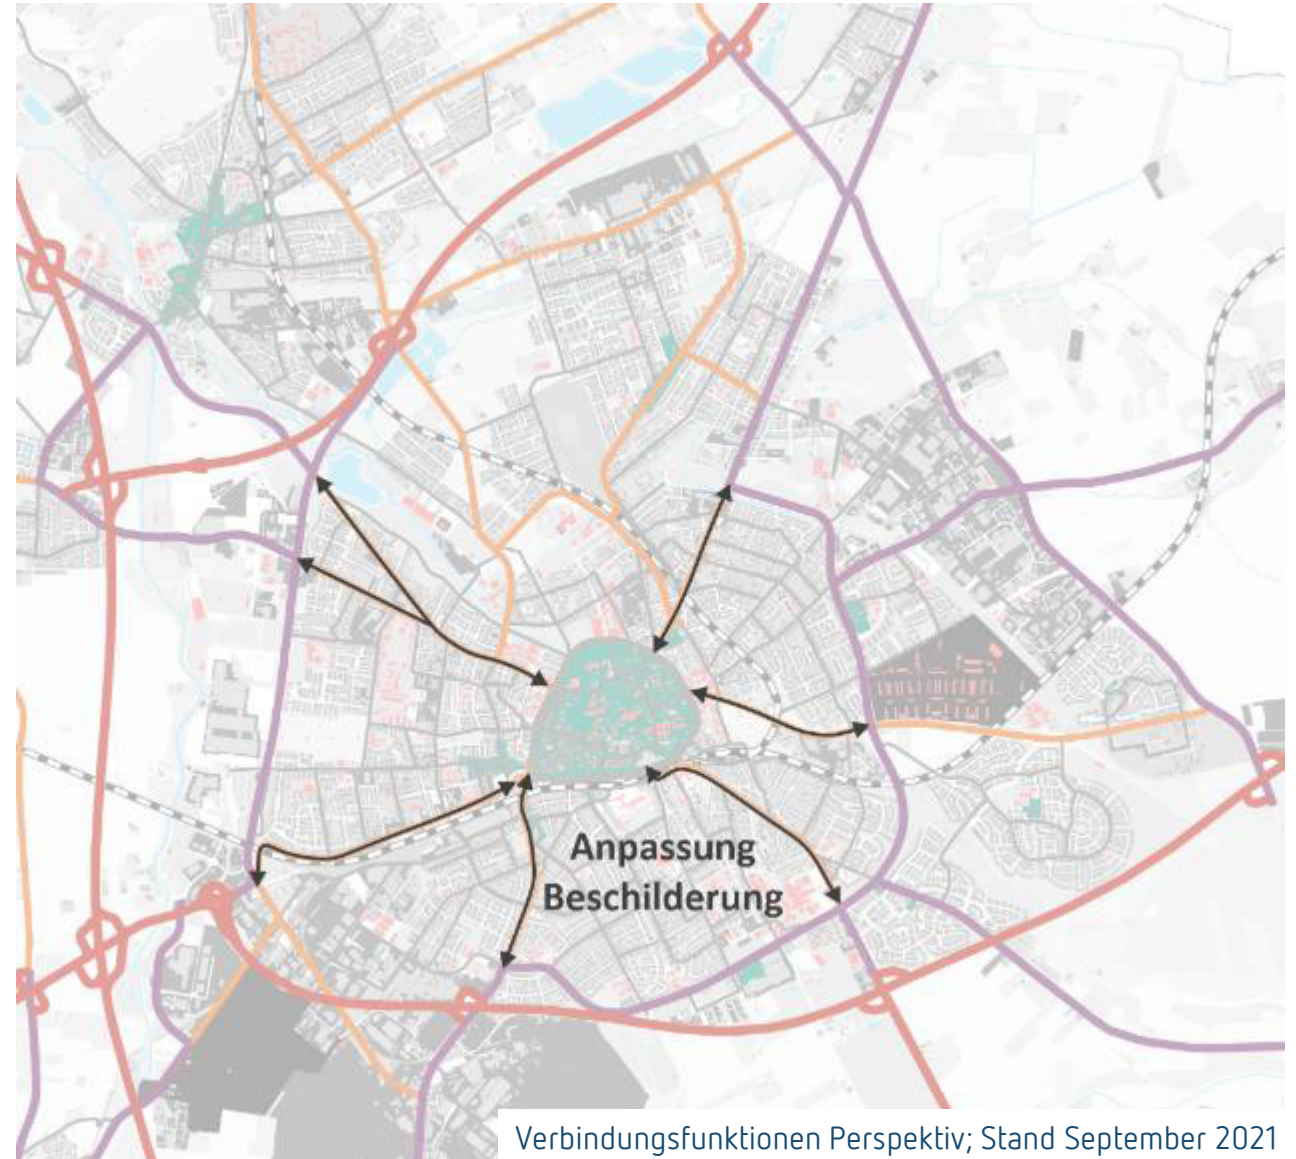 Anpassung
Beschilderung
Verbindungsfunktionen Perspektiv; Stand September 2021